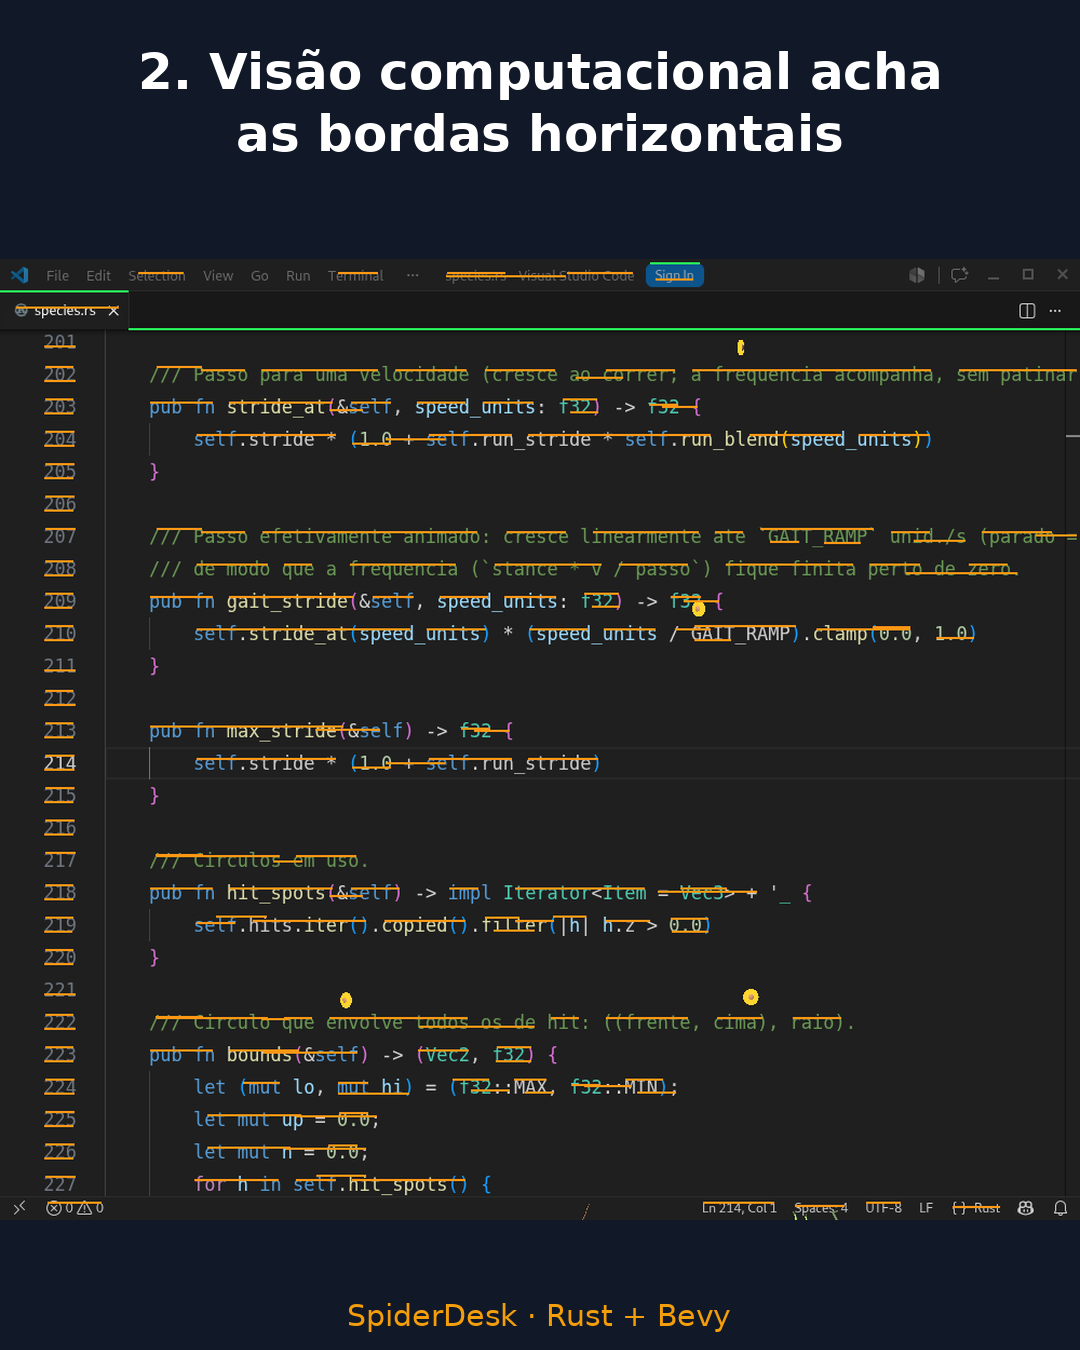 2. Visão computacional acha
as bordas horizontais
File Edit Selection View Go Run Terminal ··· species.rs - Visual Studio Code Sign In
species.rs
201
202 /// Passo para uma velocidade (cresce ao correr; a frequencia acompanha, sem patinar
203 pub fn stride_at(&self, speed_units: f32) -> f32 {
204 self.stride * (1.0 + self.run_stride * self.run_blend(speed_units))
205 }
206
207 /// Passo efetivamente animado: cresce linearmente ate `GAIT_RAMP` unid./s (parado =
208 /// de modo que a frequencia (`stance * v / passo`) fique finita perto de zero.
209 pub fn gait_stride(&self, speed_units: f32) -> f32 {
210 self.stride_at(speed_units) * (speed_units / GAIT_RAMP).clamp(0.0, 1.0)
211 }
212
213 pub fn max_stride(&self) -> f32 {
214 self.stride * (1.0 + self.run_stride)
215 }
216
217 /// Circulos em uso.
218 pub fn hit_spots(&self) -> impl Iterator<Item = Vec3> + '_ {
219 self.hits.iter().copied().filter(|h| h.z > 0.0)
220 }
221
222 /// Circulo que envolve todos os de hit: ((frente, cima), raio).
223 pub fn bounds(&self) -> (Vec2, f32) {
224 let (mut lo, mut hi) = (f32::MAX, f32::MIN);
225 let mut up = 0.0;
226 let mut n = 0.0;
227 for h in self.hit_spots() {
0 0 Ln 214, Col 1 Spaces: 4 UTF-8 LF {} Rust
SpiderDesk · Rust + Bevy